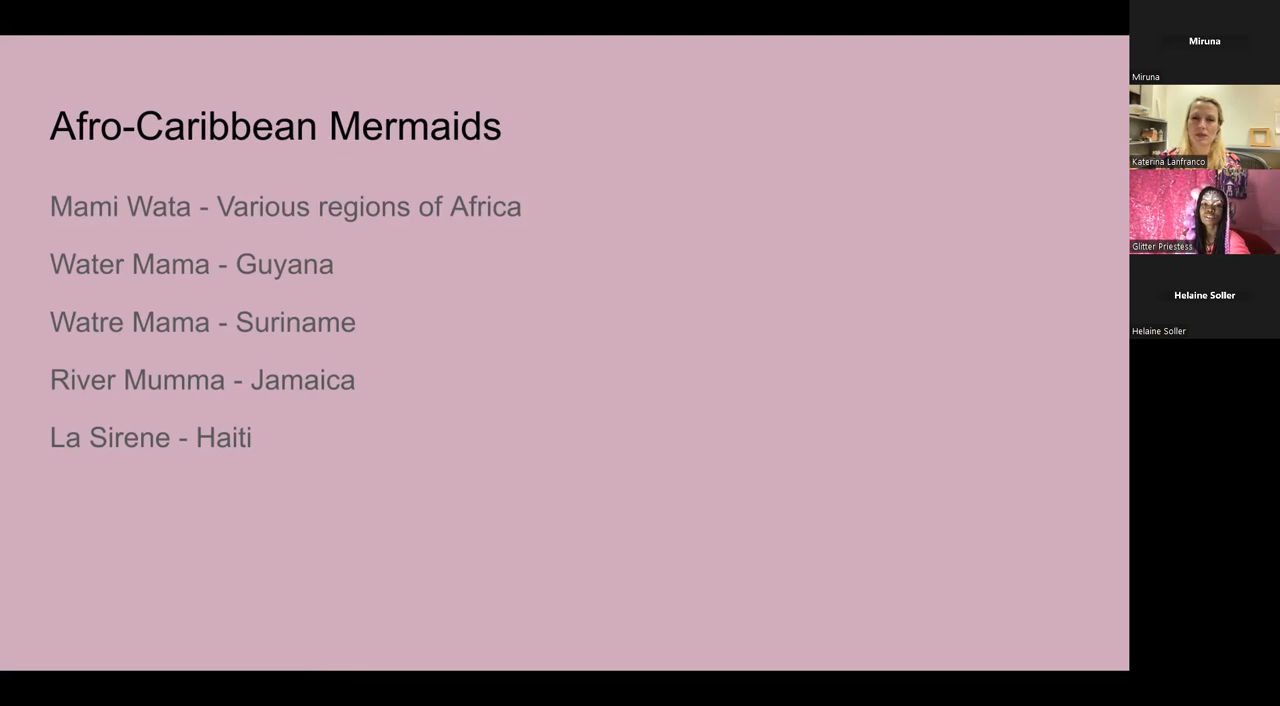 Afro-Caribbean Mermaids
Mami Wata - Various regions of Africa
Water Mama - Guyana
Watre Mama - Suriname
River Mumma - Jamaica
La Sirene - Haiti
Miruna
Miruna
Katerina Lanfranco
Glitter Priestess
Helaine Soller
Helaine Soller